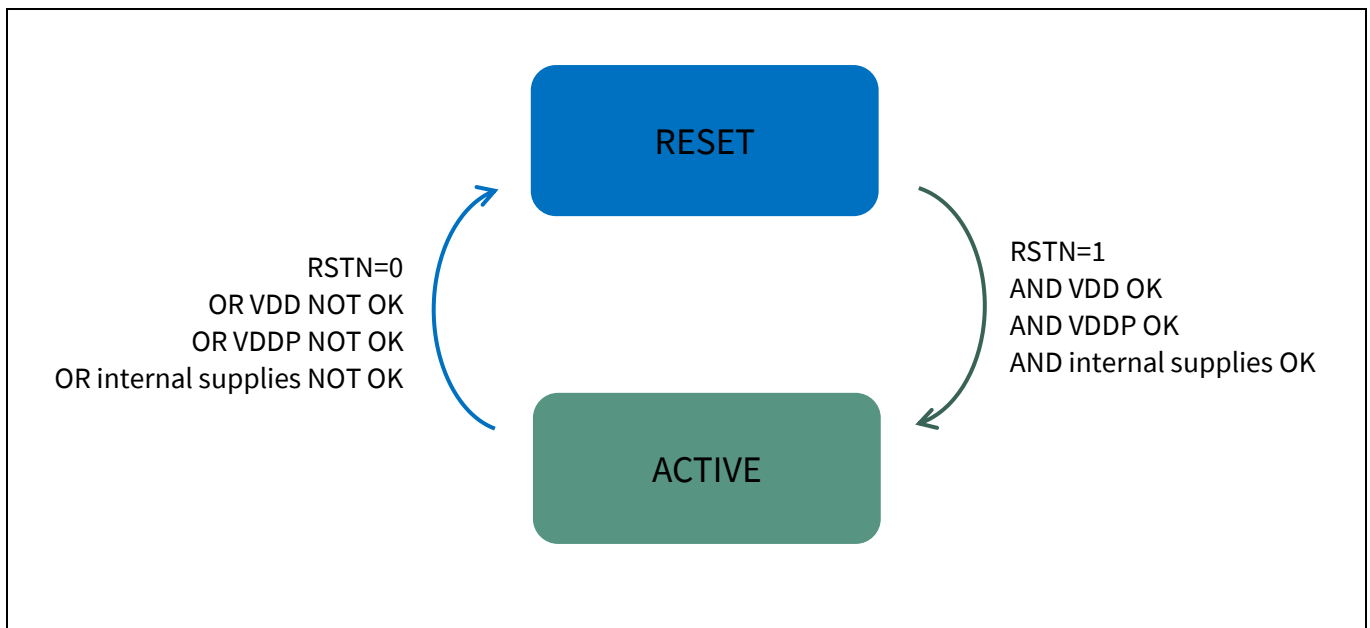 RESET
RSTN=0
OR VDD NOT OK
OR VDDP NOT OK
OR internal supplies NOT OK
RSTN=1
AND VDD OK
AND VDDP OK
AND internal supplies OK
ACTIVE